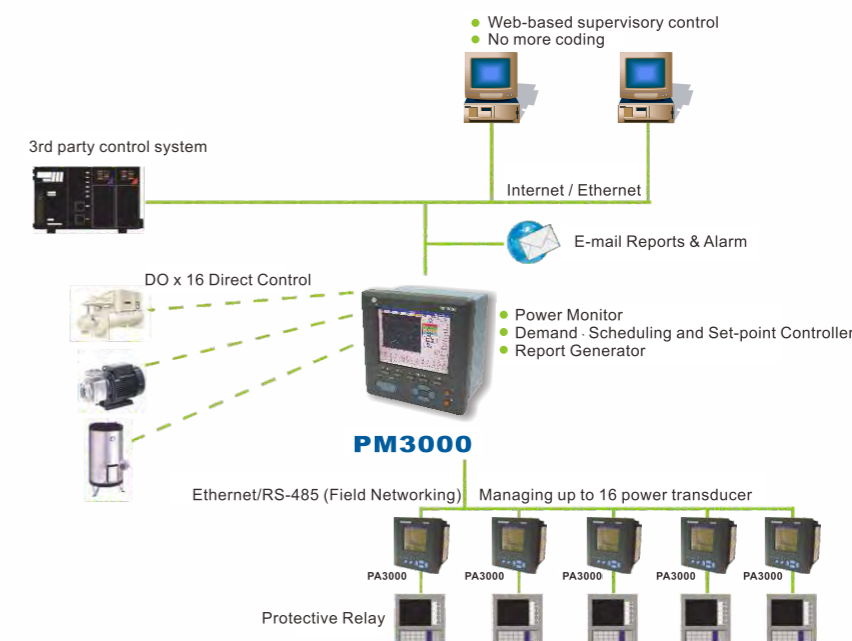 Web-based supervisory control
No more coding
3rd party control system
Internet / Ethernet
E-mail Reports & Alarm
DO x 16 Direct Control
Power Monitor
Demand · Scheduling and Set-point Controller
Report Generator
PM3000
Ethernet/RS-485 (Field Networking)
Managing up to 16 power transducer
PA3000 PA3000 PA3000 PA3000 PA3000
Protective Relay